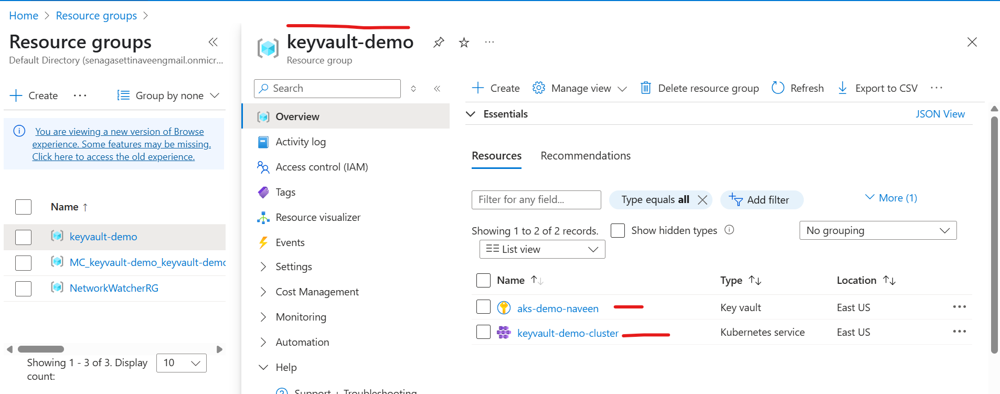 Home > Resource groups >
Resource groups
Default Directory (senagasettinaveengmail.onmicr...
Create
Group by none
You are viewing a new version of Browse
experience. Some features may be missing.
Click here to access the old experience.
Name ↑
keyvault-demo
MC_keyvault-demo_keyvault-demo
NetworkWatcherRG
Showing 1 - 3 of 3. Display
count:
10
keyvault-demo
Resource group
Search
Overview
Activity log
Access control (IAM)
Tags
Resource visualizer
Events
Settings
Cost Management
Monitoring
Automation
Help
Support + Troubleshooting
Create
Manage view
Delete resource group
Refresh
Export to CSV
Essentials
JSON View
Resources
Recommendations
Filter for any field...
Type equals all
Add filter
More (1)
Showing 1 to 2 of 2 records.
Show hidden types
No grouping
List view
Name ↑↓ Type ↑↓ Location ↑↓
aks-demo-naveen Key vault East US
keyvault-demo-cluster Kubernetes service East US